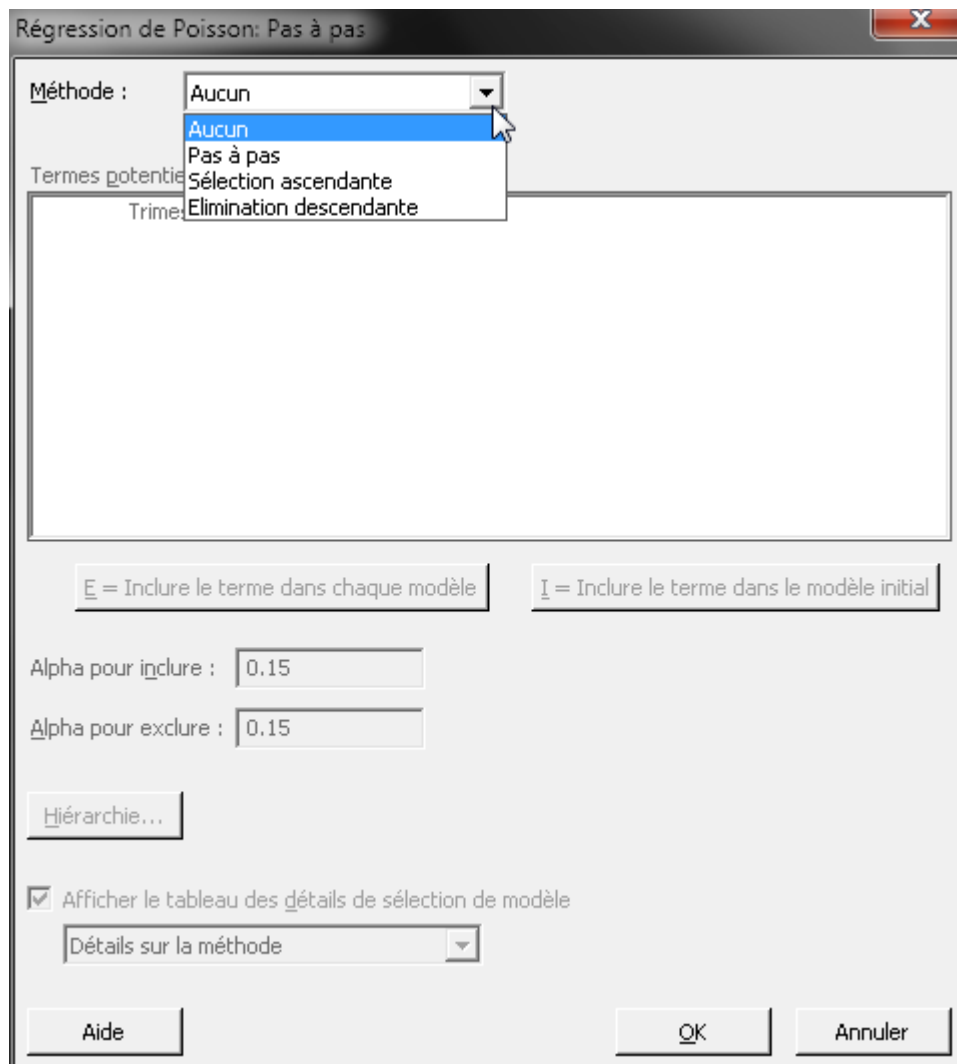 Régression de Poisson: Pas à pas
Méthode :
Aucun
Aucun
Pas à pas
Sélection ascendante
Elimination descendante
Termes
E = Inclure le terme dans chaque modèle
I = Inclure le terme dans le modèle initial
Alpha pour inclure :
0.15
Alpha pour exclure :
0.15
Hiérarchie...
Afficher le tableau des détails de sélection de modèle
Détails sur la méthode
Aide
OK
Annuler